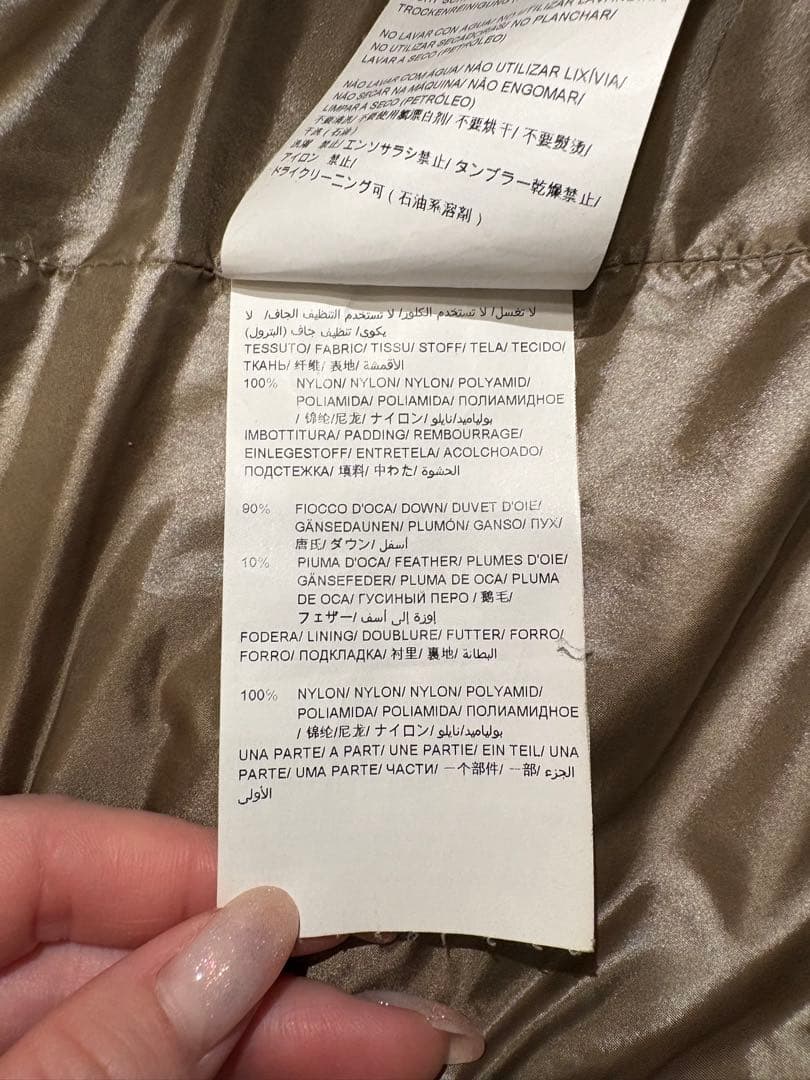 TROCKENREINIGUNG
NO LAVAR CON AGUA/ NO UTILIZAR
NO UTILIZAR SECADORAS/ NO PLANCHAR/
LAVAR A SECO (PETRÓLEO)
NÃO LAVAR COM ÁGUA/ NÃO UTILIZAR LIXÍVIA/
NÃO SECAR NA MÁQUINA/ NÃO ENGOMAR/
LIMPAR A SECO (PETRÓLEO)
不要清洗/ 不要使用氯漂白剂/ 不要烘干/ 不要熨烫/
干洗 (石油)
洗濯 禁止/ エンソサラシ禁止/ タンブラー乾燥禁止/
アイロン 禁止/
ドライクリーニング可 ( 石油系溶剤 )
لا تغسل/ لا تستخدم الكلور/ لا تستخدم التنظيف الجاف/ لا
يكوى/ تنظيف جاف (البترول)
TESSUTO/ FABRIC/ TISSU/ STOFF/ TELA/ TECIDO/
ТКАНЬ/ 纤维/ 表地/ الأقمشة
100% NYLON/ NYLON/ NYLON/ POLYAMID/
POLIAMIDA/ POLIAMIDA/ ПОЛИАМИДНОЕ
/ 锦纶/尼龙/ ナイロン/ بولياميد/نايلو
IMBOTTITURA/ PADDING/ REMBOURRAGE/
EINLEGESTOFF/ ENTRETELA/ ACOLCHOADO/
ПОДСТЕЖКА/ 填料/ 中わた/ الحشوة
90% FIOCCO D'OCA/ DOWN/ DUVET D'OIE/
GÄNSEDAUNEN/ PLUMÓN/ GANSO/ ПУХ/
唐氏/ ダウン/ أسفل
10% PIUMA D'OCA/ FEATHER/ PLUMES D'OIE/
GÄNSEFEDER/ PLUMA DE OCA/ PLUMA
DE OCA/ ГУСИНЫЙ ПЕРО / 鹅毛/
フェザー/ إوزة إلى أسف
FODERA/ LINING/ DOUBLURE/ FUTTER/ FORRO/
FORRO/ ПОДКЛАДКА/ 衬里/ 裏地/ البطانة
100% NYLON/ NYLON/ NYLON/ POLYAMID/
POLIAMIDA/ POLIAMIDA/ ПОЛИАМИДНОЕ
/ 锦纶/尼龙/ ナイロン/ بولياميد/نايلو
UNA PARTE/ A PART/ UNE PARTIE/ EIN TEIL/ UNA
PARTE/ UMA PARTE/ ЧАСТИ/ 一个部件/ 一部/ الجزء
الأولى